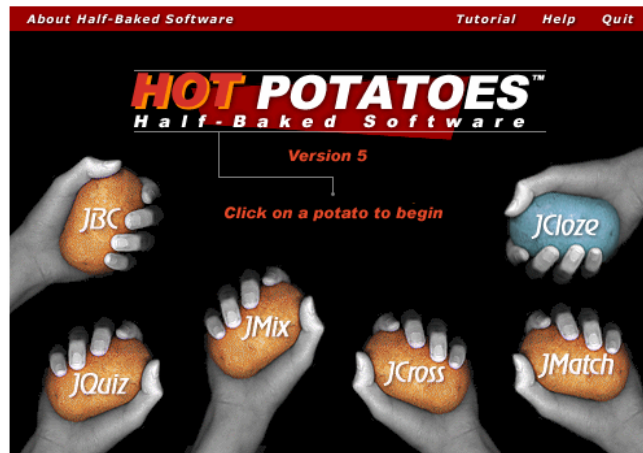 About Half-Baked Software Tutorial Help Quit
HOT POTATOES™
Half-Baked Software
Version 5
Click on a potato to begin
JBC
JCloze
JMix
JQuiz
JCross
JMatch